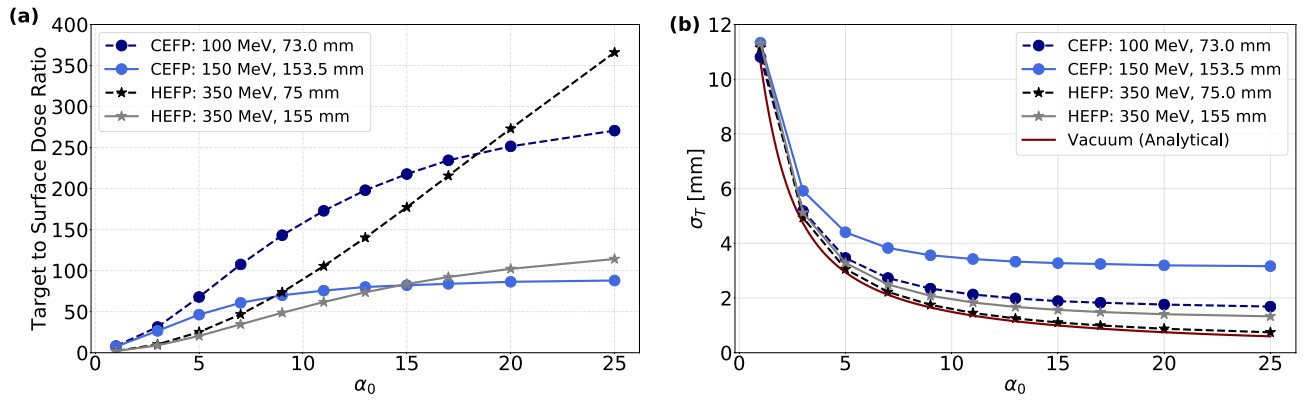 (a)
Target to Surface Dose Ratio
400
350
300
250
200
150
100
50
0
CEFP: 100 MeV, 73.0 mm
CEFP: 150 MeV, 153.5 mm
HEFP: 350 MeV, 75 mm
HEFP: 350 MeV, 155 mm
0 5 10 15 20 25
α₀
(b)
σ_T [mm]
12
10
8
6
4
2
0
CEFP: 100 MeV, 73.0 mm
CEFP: 150 MeV, 153.5 mm
HEFP: 350 MeV, 75.0 mm
HEFP: 350 MeV, 155 mm
Vacuum (Analytical)
0 5 10 15 20 25
α₀